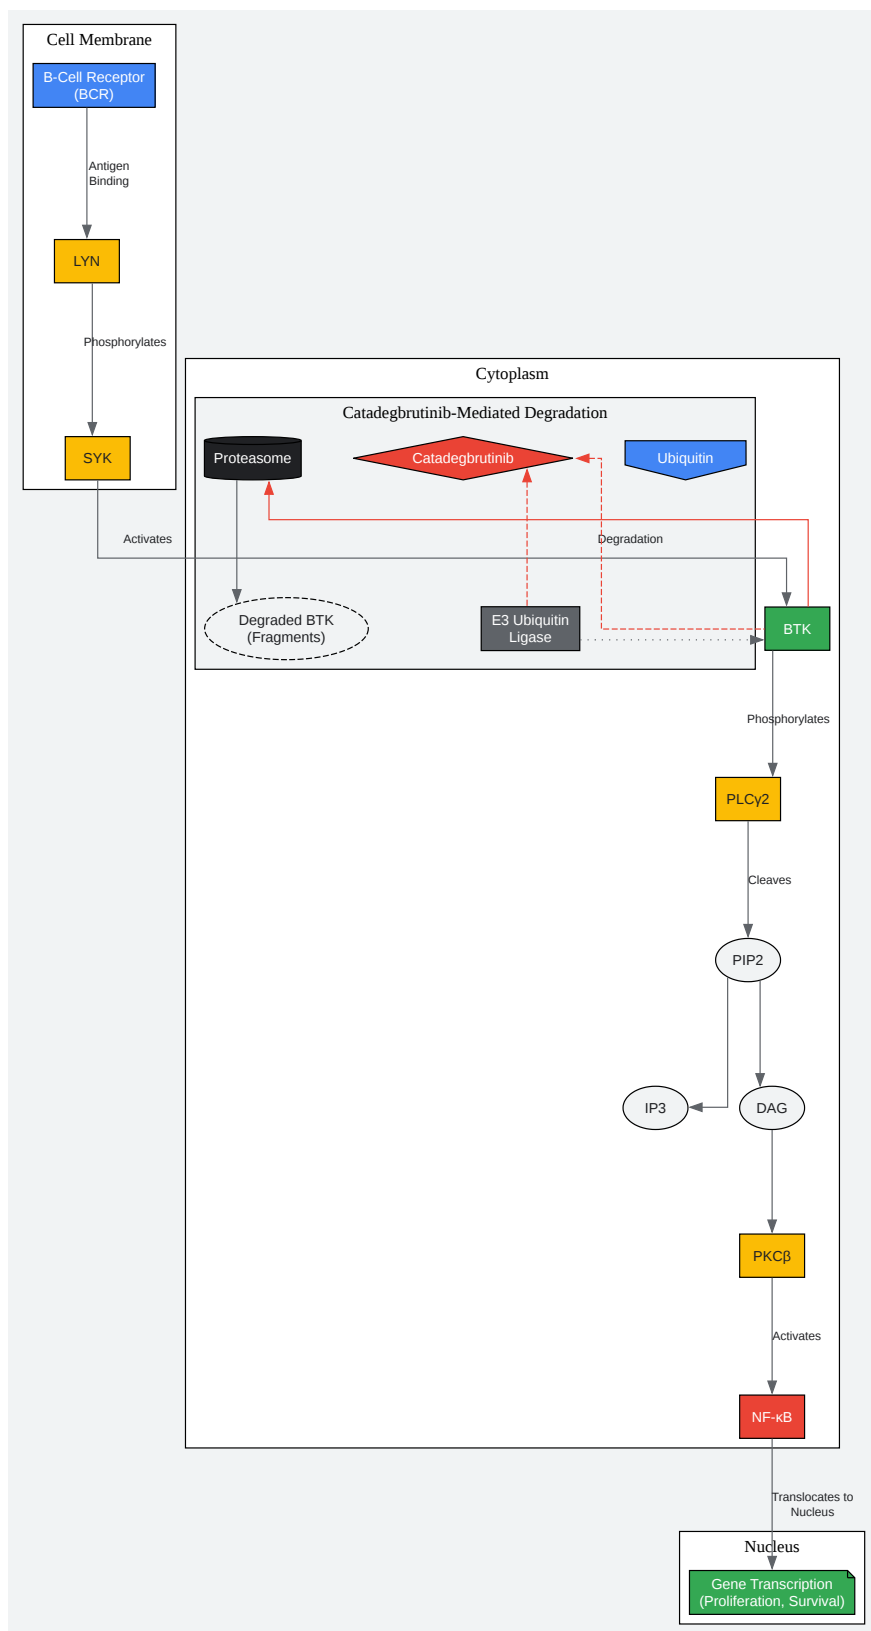 Cell Membrane
B-Cell Receptor
(BCR)
Antigen
Binding
LYN
Phosphorylates
SYK
Activates
Cytoplasm
Catadegbrutinib-Mediated Degradation
Proteasome
Catadegbrutinib
Ubiquitin
Degradation
Degraded BTK
(Fragments)
E3 Ubiquitin
Ligase
BTK
Phosphorylates
PLCγ2
Cleaves
PIP2
IP3
DAG
PKCβ
Activates
NF-κB
Translocates to
Nucleus
Nucleus
Gene Transcription
(Proliferation, Survival)